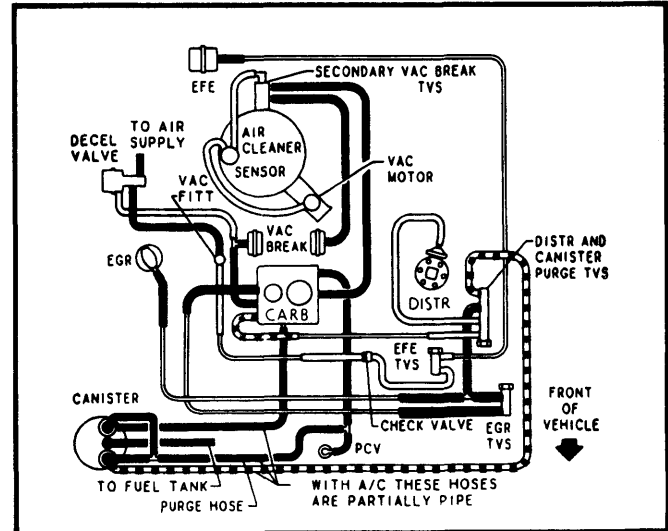 EFE
SECONDARY VAC BREAK
TVS
TO AIR
SUPPLY
DECEL
VALVE
AIR
CLEANER
SENSOR
VAC
MOTOR
VAC
FITT
VAC
BREAK
EGR
DISTR AND
CANISTER
PURGE TVS
DISTR
CARB
EFE
TVS
CANISTER
CHECK VALVE
EGR
TVS
FRONT
OF
VEHICLE
PCV
TO FUEL TANK
PURGE HOSE
WITH A/C THESE HOSES
ARE PARTIALLY PIPE